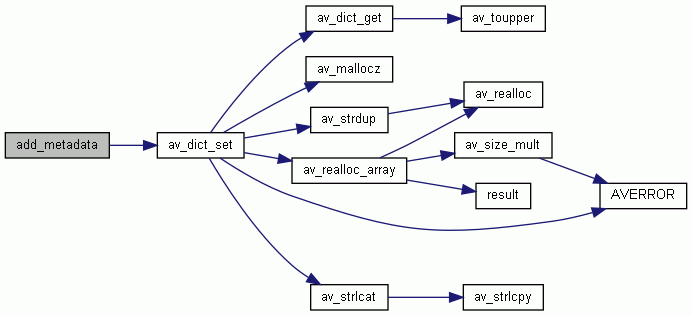 add_metadata
av_dict_set
av_dict_get
av_toupper
av_mallocz
av_strdup
av_realloc
av_realloc_array
av_size_mult
result
AVERROR
av_strlcat
av_strlcpy